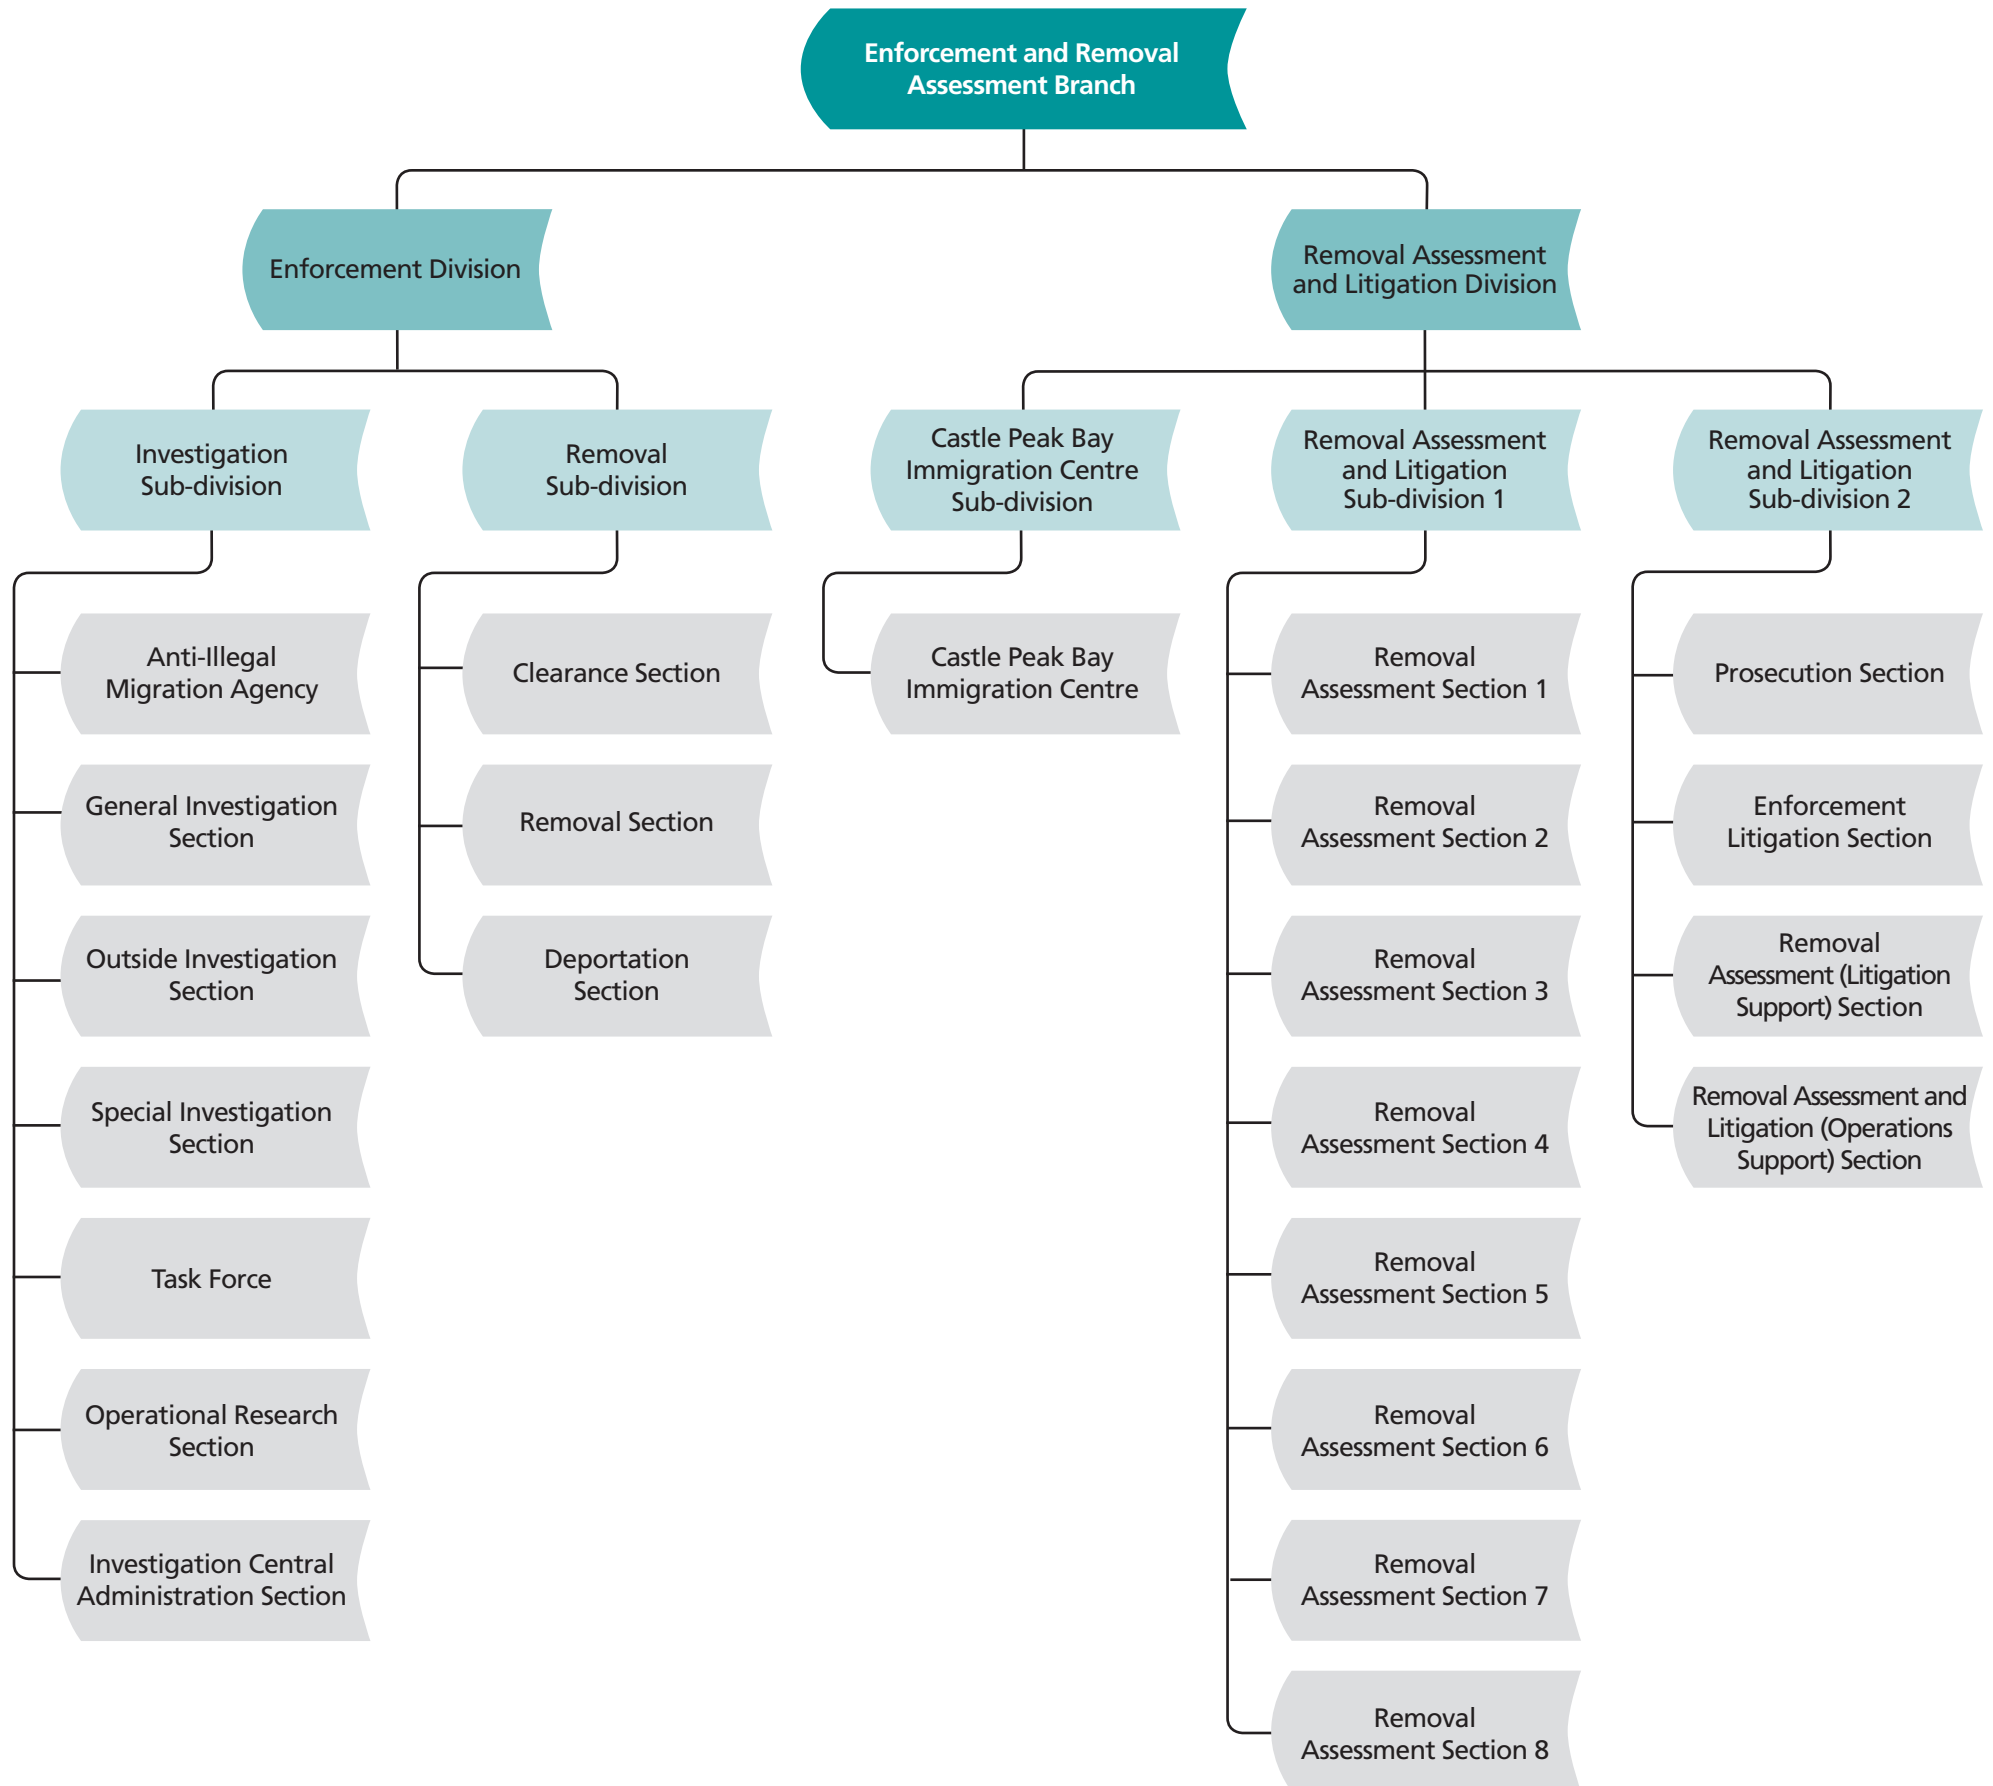 Enforcement and Removal
Assessment Branch
Enforcement Division
Removal Assessment
and Litigation Division
Investigation
Sub-division
Removal
Sub-division
Castle Peak Bay
Immigration Centre
Sub-division
Removal Assessment
and Litigation
Sub-division 1
Removal Assessment
and Litigation
Sub-division 2
Anti-Illegal
Migration Agency
General Investigation
Section
Outside Investigation
Section
Special Investigation
Section
Task Force
Operational Research
Section
Investigation Central
Administration Section
Clearance Section
Removal Section
Deportation
Section
Castle Peak Bay
Immigration Centre
Removal
Assessment Section 1
Removal
Assessment Section 2
Removal
Assessment Section 3
Removal
Assessment Section 4
Removal
Assessment Section 5
Removal
Assessment Section 6
Removal
Assessment Section 7
Removal
Assessment Section 8
Prosecution Section
Enforcement
Litigation Section
Removal
Assessment (Litigation
Support) Section
Removal Assessment and
Litigation (Operations
Support) Section